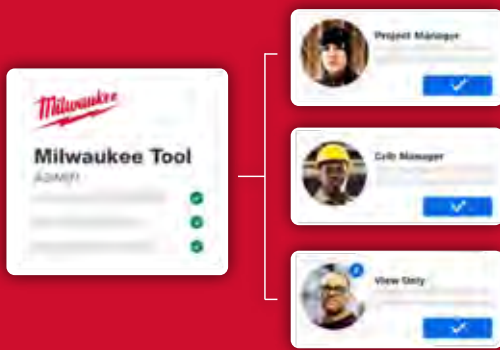 Milwaukee
Milwaukee Tool
ADMIN
Project Manager
Crib Manager
View Only